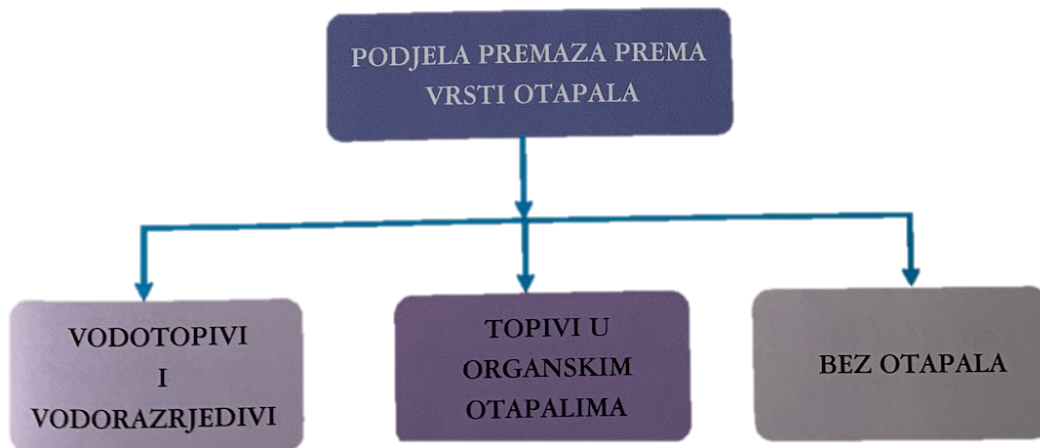 PODJELA PREMAZA PREMA
VRSTI OTAPALA
VODOTOPIVI
I
VODORAZRJEDIVI
TOPIVI U
ORGANSKIM
OTAPALIMA
BEZ OTAPALA